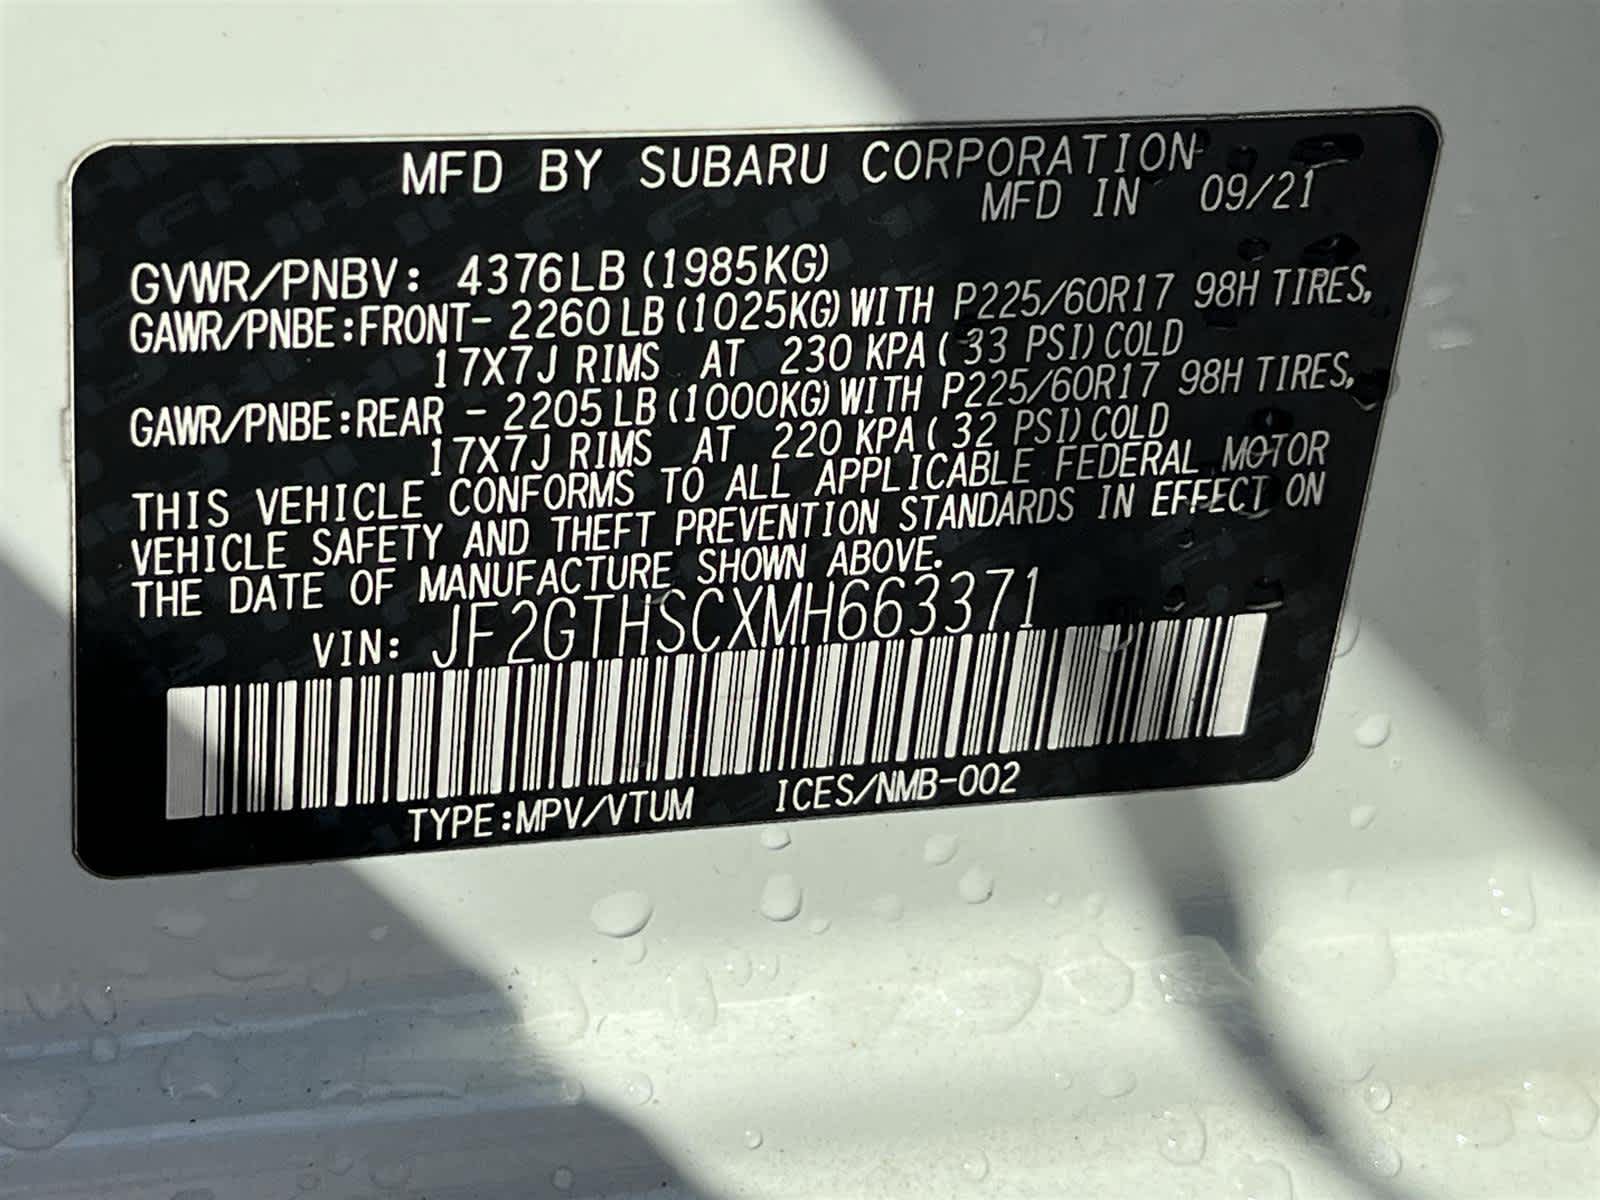 MFD BY SUBARU CORPORATION
MFD IN 09/21
GVWR/PNBV: 4376LB (1985KG)
GAWR/PNBE:FRONT- 2260 LB (1025KG) WITH P225/60R17 98H TIRES,
17X7J RIMS AT 230 KPA ( 33 PSI) COLD
GAWR/PNBE:REAR - 2205 LB (1000KG) WITH P225/60R17 98H TIRES,
17X7J RIMS AT 220 KPA ( 32 PSI) COLD
THIS VEHICLE CONFORMS TO ALL APPLICABLE FEDERAL MOTOR
VEHICLE SAFETY AND THEFT PREVENTION STANDARDS IN EFFECT ON
THE DATE OF MANUFACTURE SHOWN ABOVE.
VIN: JF2GTHSCXMH663371
TYPE:MPV/VTUM ICES/NMB-002